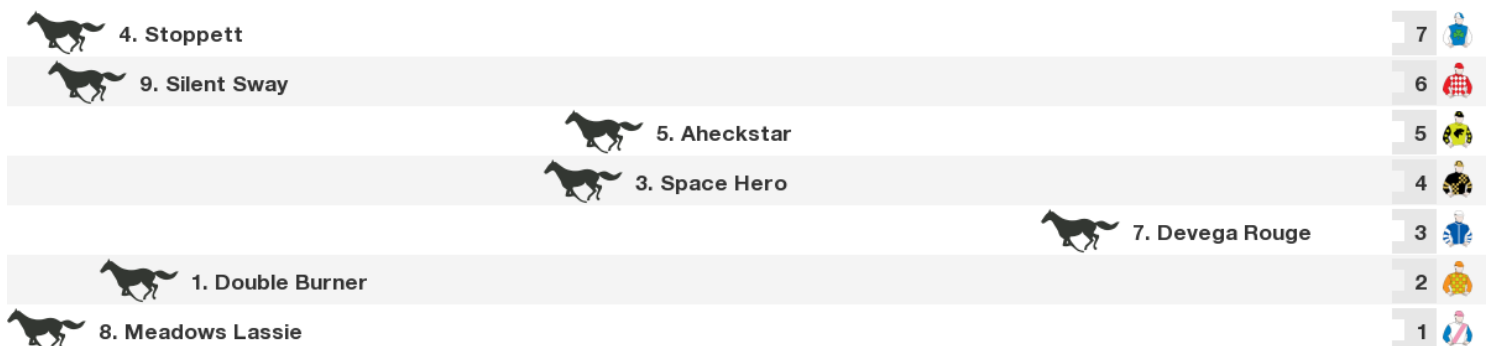 4. Stoppett 7
9. Silent Sway 6
5. Aheckstar 5
3. Space Hero 4
7. Devega Rouge 3
1. Double Burner 2
8. Meadows Lassie 1